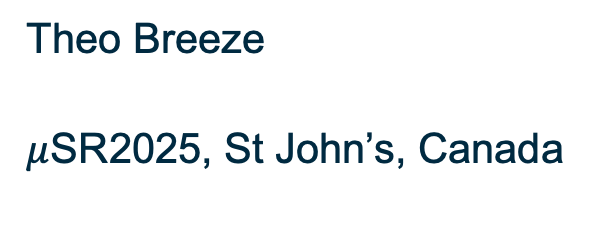 Theo Breeze
𝜇SR2025, St John’s, Canada